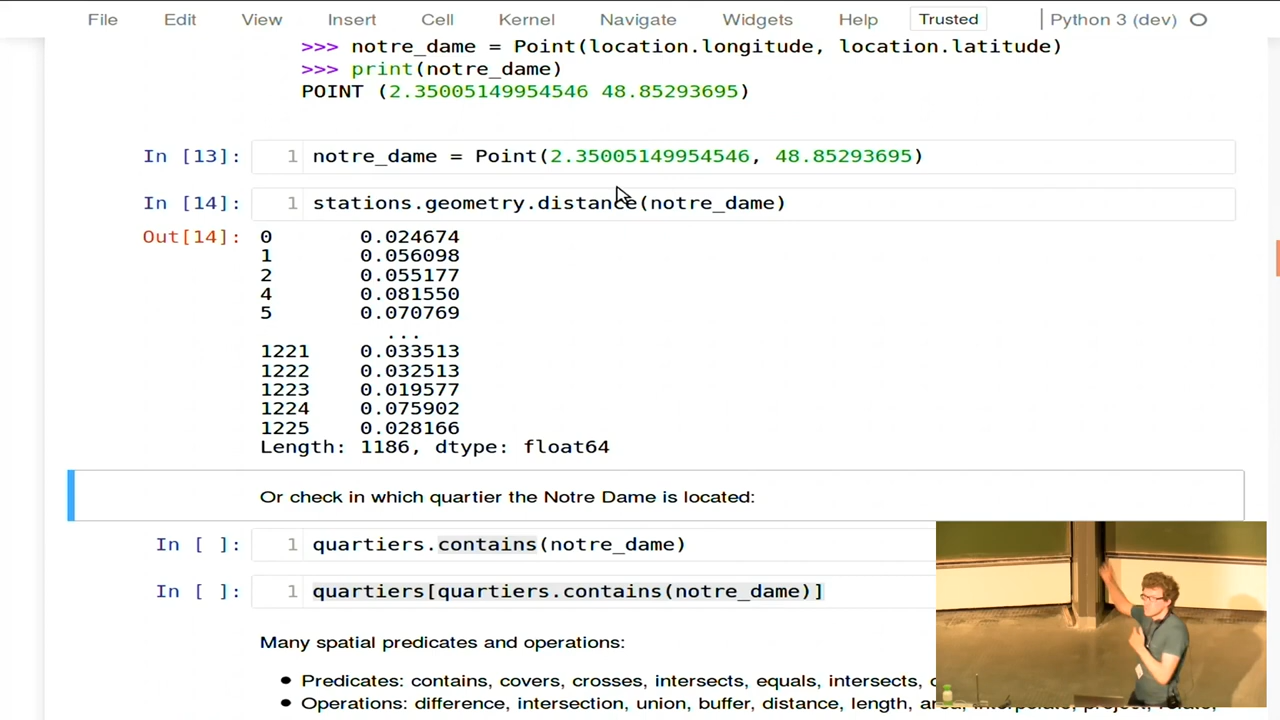 File Edit View Insert Cell Kernel Navigate Widgets Help Trusted Python 3 (dev)
>>> notre_dame = Point(location.longitude, location.latitude)
>>> print(notre_dame)
POINT (2.35005149954546 48.85293695)
In [13]: 1 notre_dame = Point(2.35005149954546, 48.85293695)
In [14]: 1 stations.geometry.distance(notre_dame)
Out[14]: 0 0.024674
1 0.056098
2 0.055177
4 0.081550
5 0.070769
...
1221 0.033513
1222 0.032513
1223 0.019577
1224 0.075902
1225 0.028166
Length: 1186, dtype: float64
Or check in which quartier the Notre Dame is located:
In [ ]: 1 quartiers.contains(notre_dame)
In [ ]: 1 quartiers[quartiers.contains(notre_dame)]
Many spatial predicates and operations:
● Predicates: contains, covers, crosses, intersects, equals, intersects,
● Operations: difference, intersection, union, buffer, distance, length, area, interpolate, project, relate,